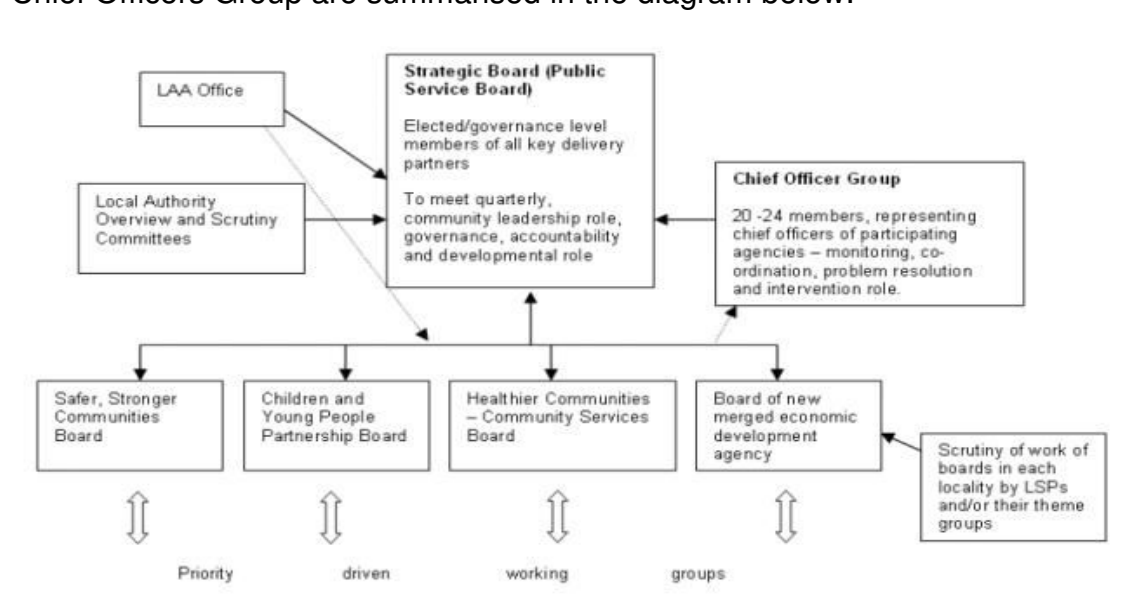 Chief Officers Group are summarised in the diagram below.
LAA Office
Strategic Board (Public
Service Board)
Elected/governance level
members of all key delivery
partners
To meet quarterly,
community leadership role,
governance, accountability
and developmental role
Local Authority
Overview and Scrutiny
Committees
Chief Officer Group
20 -24 members, representing
chief officers of participating
agencies – monitoring, co-
ordination, problem resolution
and intervention role.
Safer, Stronger
Communities
Board
Children and
Young People
Partnership Board
Healthier Communities
– Community Services
Board
Board of new
merged economic
development
agency
Scrutiny of work of
boards in each
locality by LSPs
and/or their theme
groups
Priority driven working groups